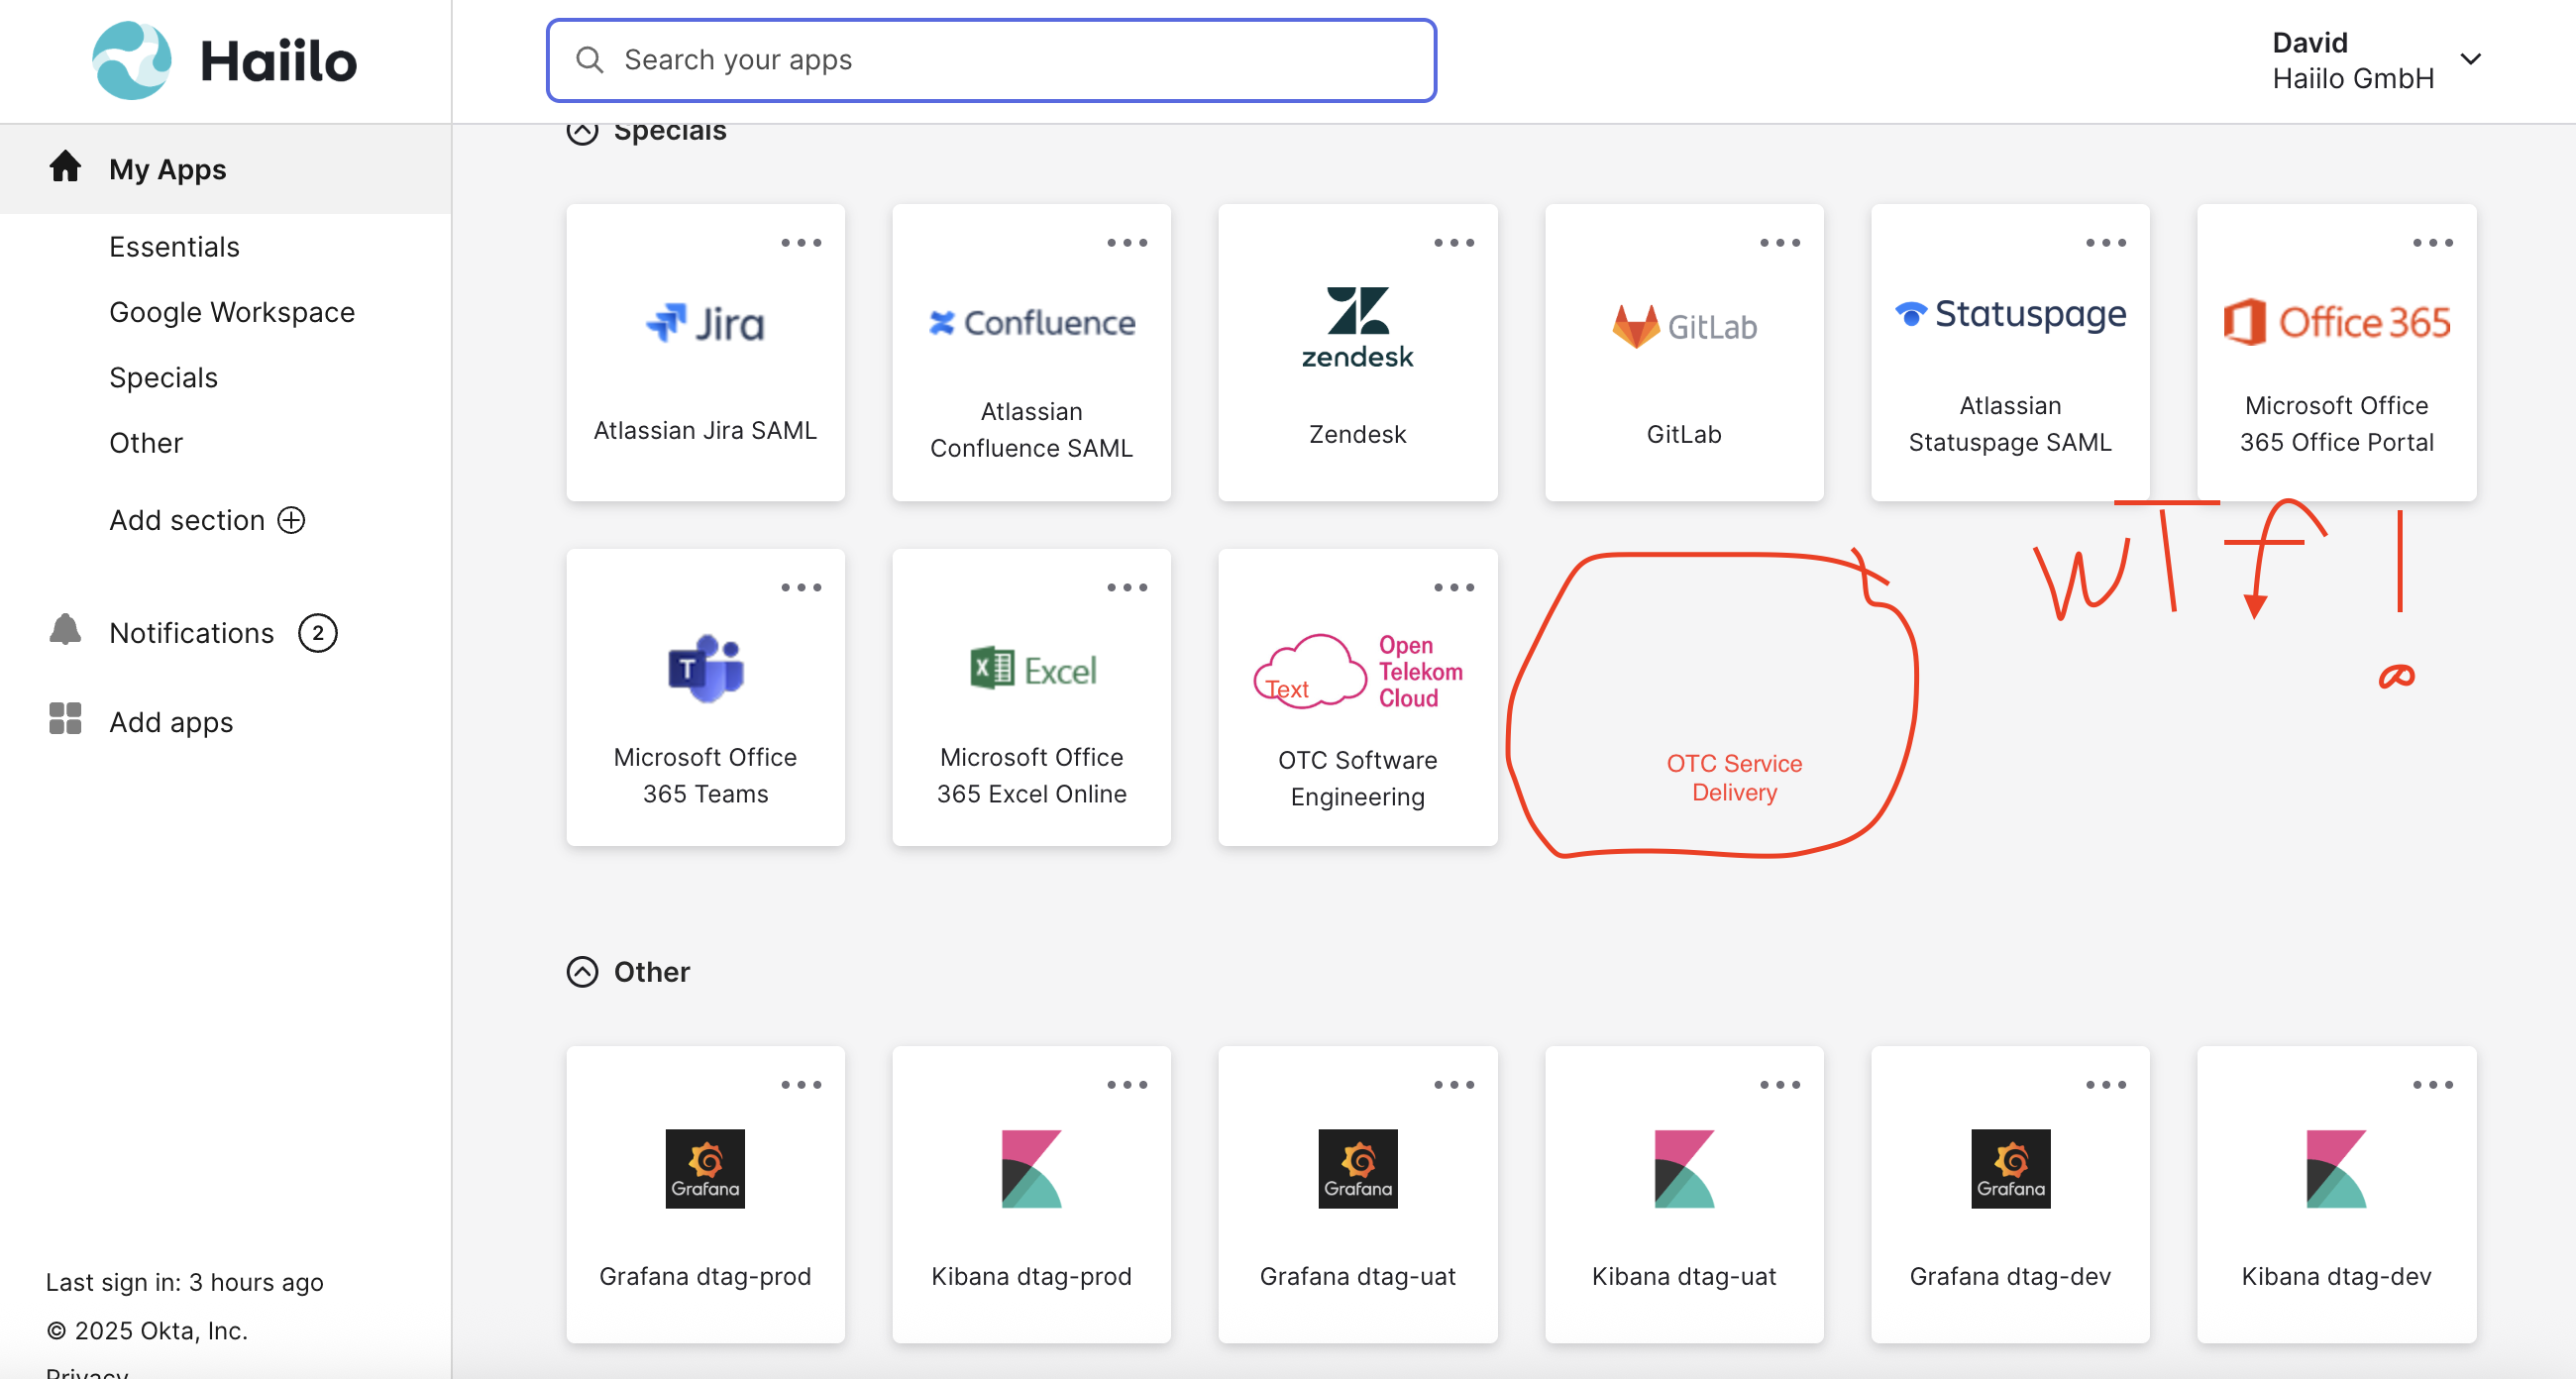 Haiilo
Search your apps
David
Haiilo GmbH
My Apps
Essentials
Google Workspace
Specials
Other
Add section
Notifications 2
Add apps
Last sign in: 3 hours ago
© 2025 Okta, Inc.
Privacy
Specials
Jira
Atlassian Jira SAML
Confluence
Atlassian
Confluence SAML
zendesk
Zendesk
GitLab
GitLab
Statuspage
Atlassian
Statuspage SAML
Office 365
Microsoft Office
365 Office Portal
WTF!
T
Microsoft Office
365 Teams
Excel
Microsoft Office
365 Excel Online
Open
Telekom
Cloud
Text
OTC Software
Engineering
OTC Service
Delivery
Other
Grafana
Grafana dtag-prod
Kibana dtag-prod
Grafana
Grafana dtag-uat
Kibana dtag-uat
Grafana
Grafana dtag-dev
Kibana dtag-dev